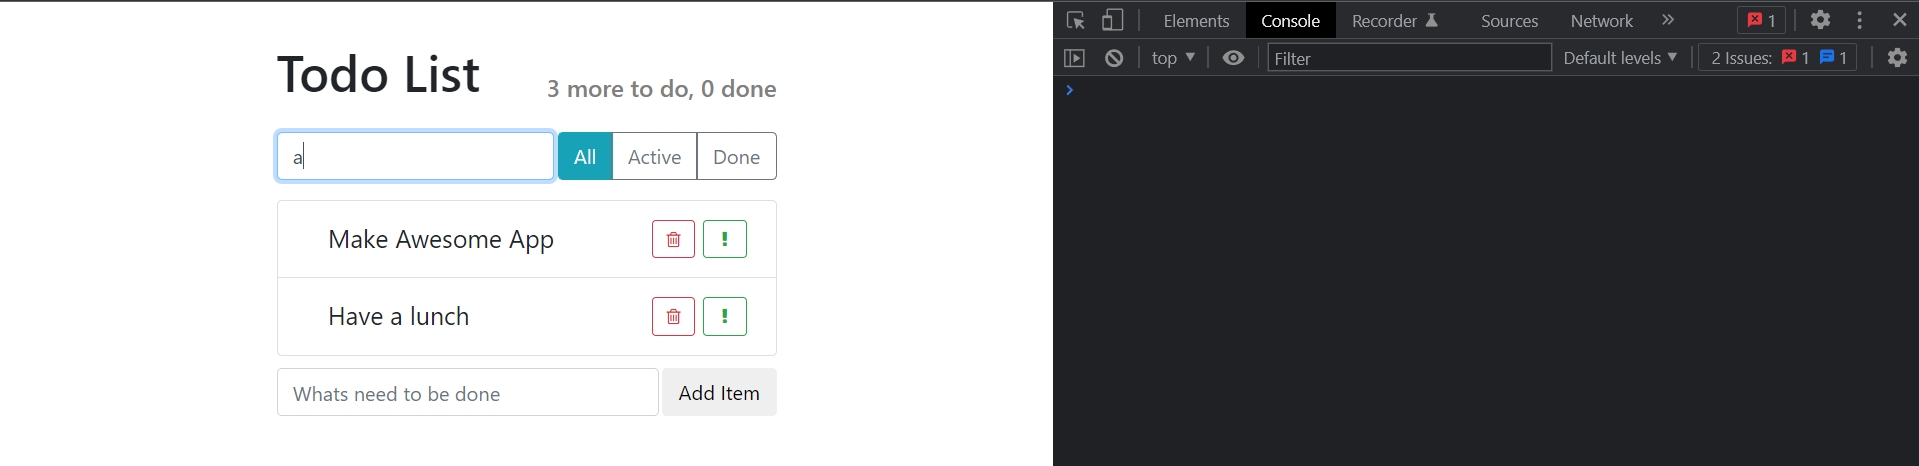 Todo List
3 more to do, 0 done
a
All Active Done
Make Awesome App
!
Have a lunch
!
Whats need to be done
Add Item
Elements Console Recorder Sources Network » 1
top ▼ Filter Default levels ▼ 2 Issues: 1 1
›